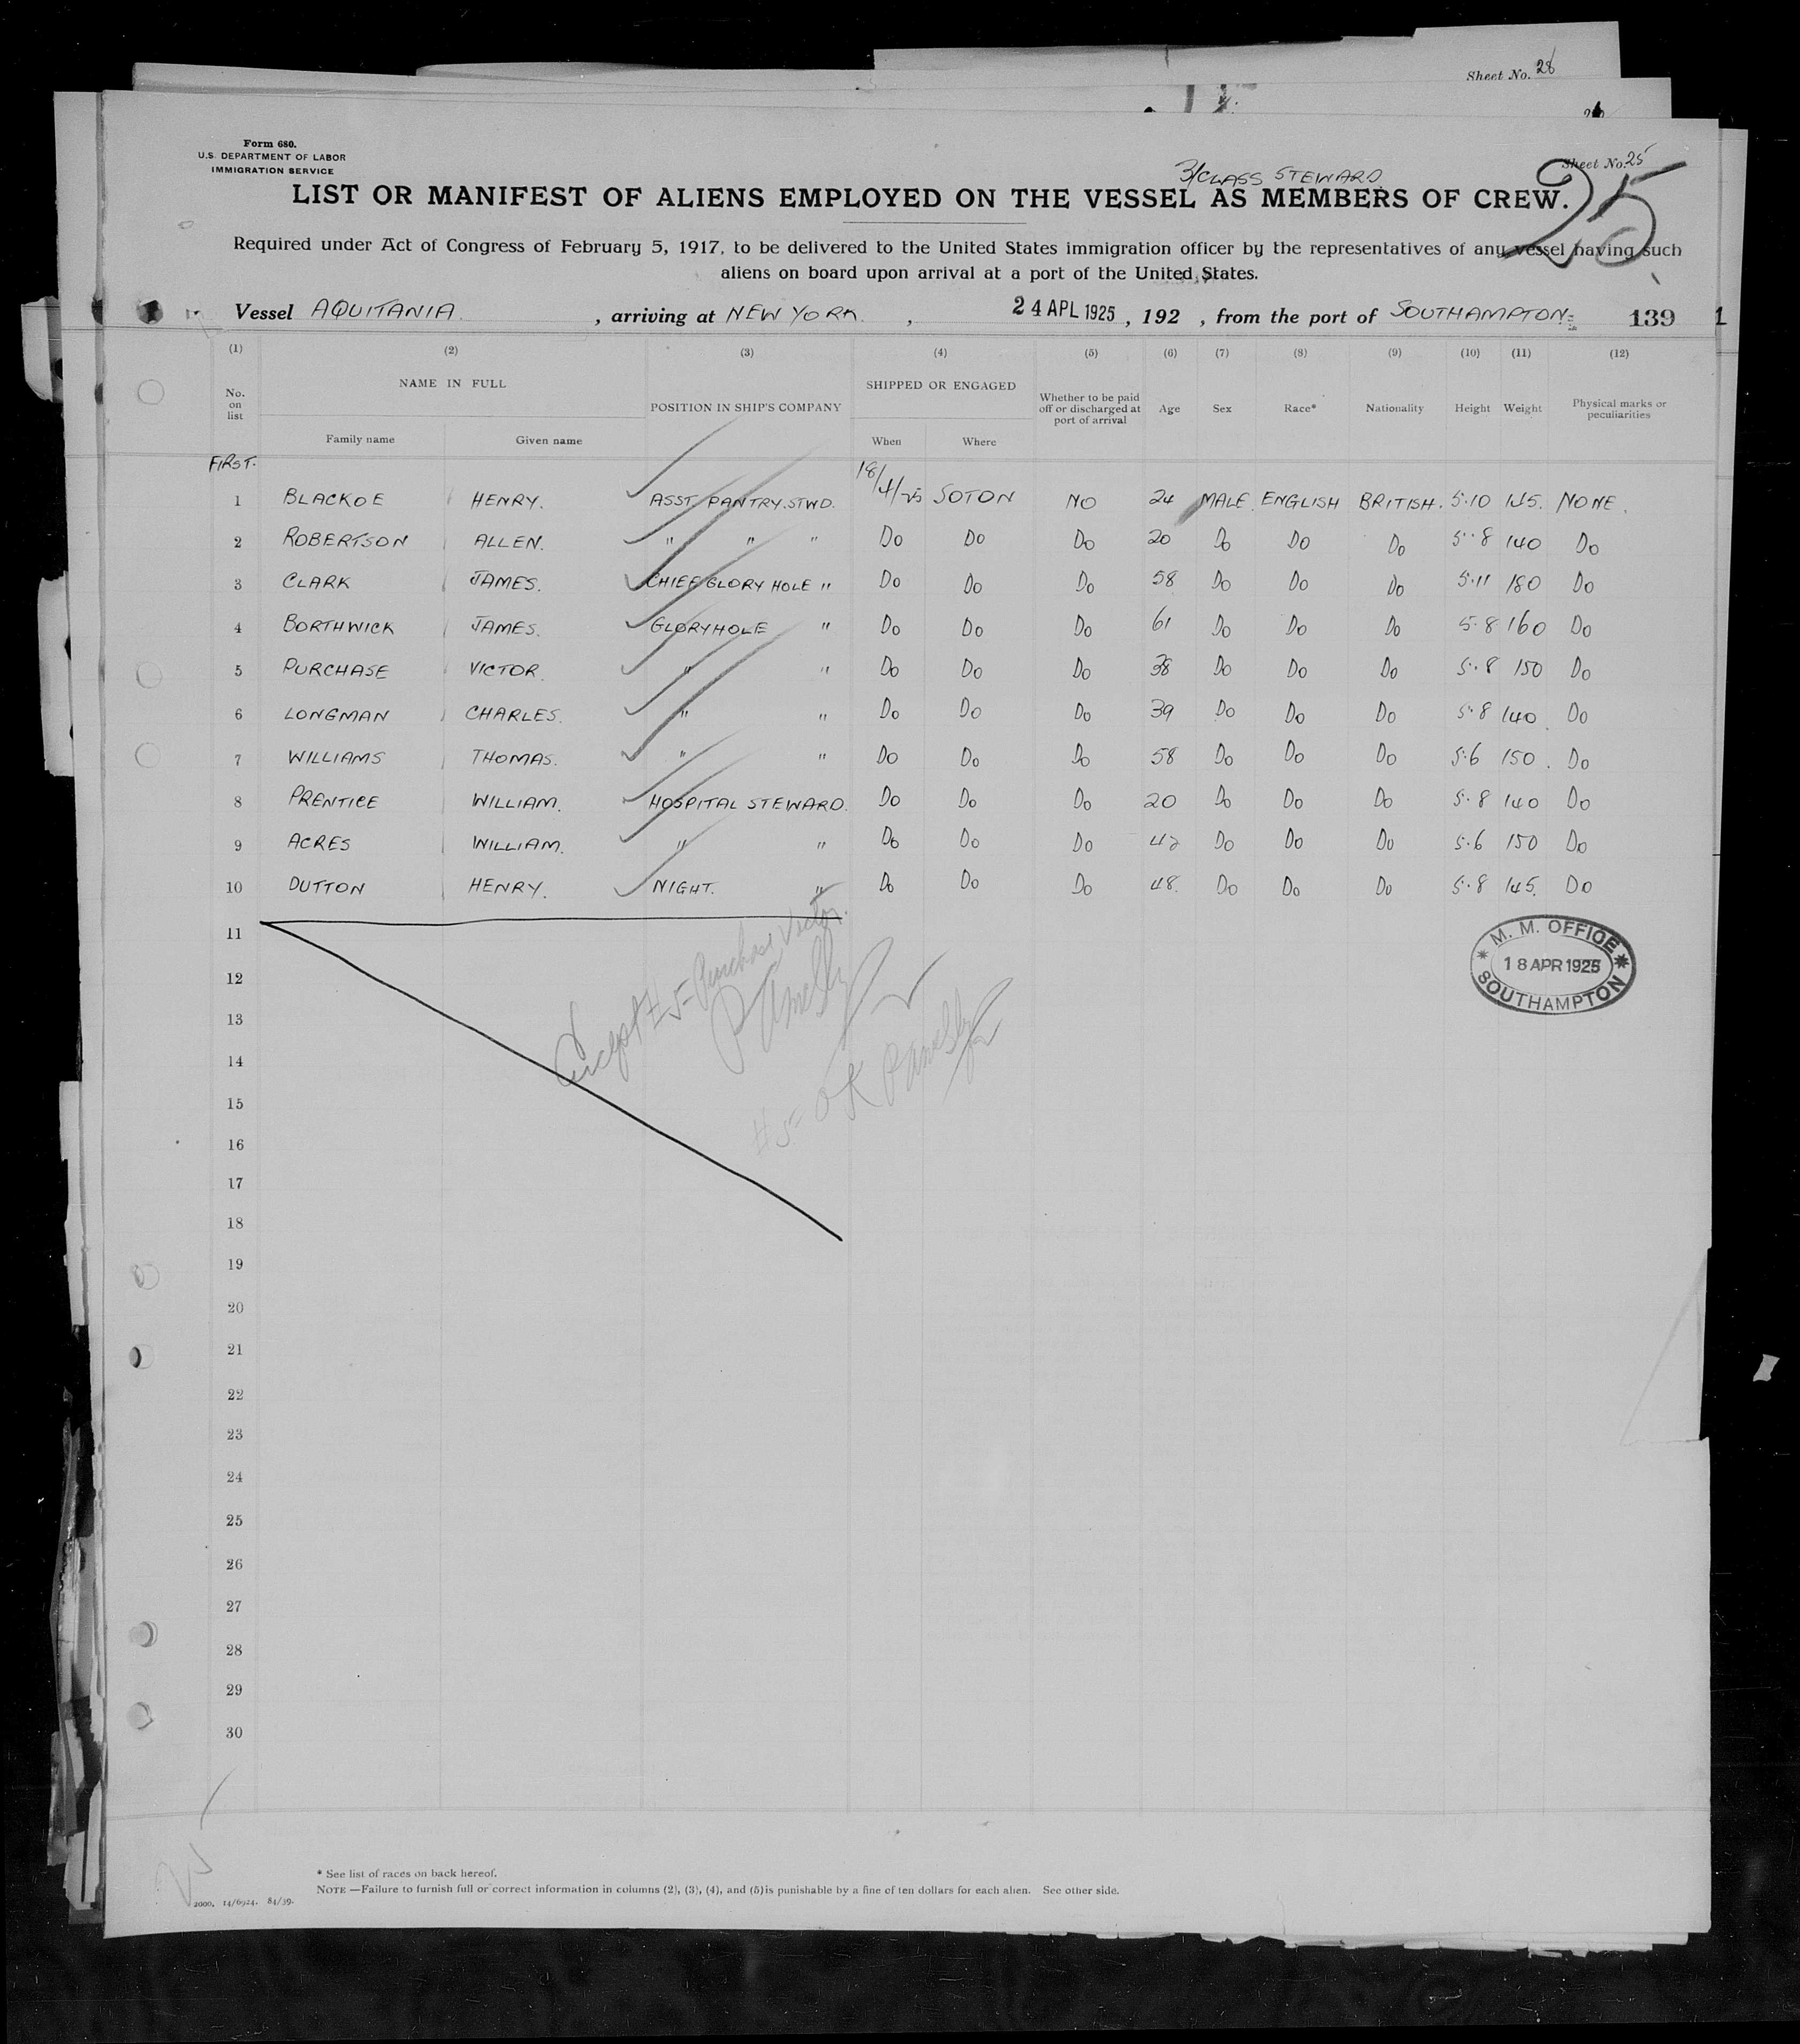 Sheet No. 28
Form 680.
U.S. DEPARTMENT OF LABOR
IMMIGRATION SERVICE
Sheet No. 25
3/CLASS STEWARD
25
LIST OR MANIFEST OF ALIENS EMPLOYED ON THE VESSEL AS MEMBERS OF CREW.
Required under Act of Congress of February 5, 1917, to be delivered to the United States immigration officer by the representatives of any vessel having such
aliens on board upon arrival at a port of the United States.
Vessel AQUITANIA , arriving at NEW YORK , 24 APL 1925 , 192 , from the port of SOUTHAMPTON 139 1
(1) (2) (3) (4) (5) (6) (7) (8) (9) (10) (11) (12)
No. on list NAME IN FULL POSITION IN SHIP'S COMPANY SHIPPED OR ENGAGED Whether to be paid off or discharged at port of arrival Age Sex Race* Nationality Height Weight Physical marks or peculiarities
Family name Given name When Where
FIRST.
1 BLACKOE HENRY. ASST. PANTRY. STWD. 18/4/25 SOTON NO 24 MALE. ENGLISH BRITISH. 5.10 145. NONE.
2 ROBERTSON ALLEN. " " " Do Do Do 20 Do Do Do 5.8 140 Do
3 CLARK JAMES. CHIEF GLORY HOLE " Do Do Do 58 Do Do Do 5.11 180 Do
4 BORTHWICK JAMES. GLORYHOLE " Do Do Do 61 Do Do Do 5.8 160 Do
5 PURCHASE VICTOR. " " Do Do Do 38 Do Do Do 5.8 150 Do
6 LONGMAN CHARLES. " " Do Do Do 39 Do Do Do 5.8 140 Do
7 WILLIAMS THOMAS. " " Do Do Do 58 Do Do Do 5.6 150 Do
8 PRENTICE WILLIAM. HOSPITAL STEWARD. Do Do Do 20 Do Do Do 5.8 140 Do
9 ACRES WILLIAM. " " Do Do Do 42 Do Do Do 5.6 150 Do
10 DUTTON HENRY. NIGHT. " Do Do Do 48. Do Do Do 5.8 145. Do
11
Except #5- Purchase Victor.
M. M. OFFICE
18 APR 1925
SOUTHAMPTON
12
13
14
#5- OK
15
16
17
18
19
20
21
22
23
24
25
26
27
28
29
30
* See list of races on back hereof.
NOTE —Failure to furnish full or correct information in columns (2), (3), (4), and (5) is punishable by a fine of ten dollars for each alien. See other side.
2000. 14/6924. 84/39.